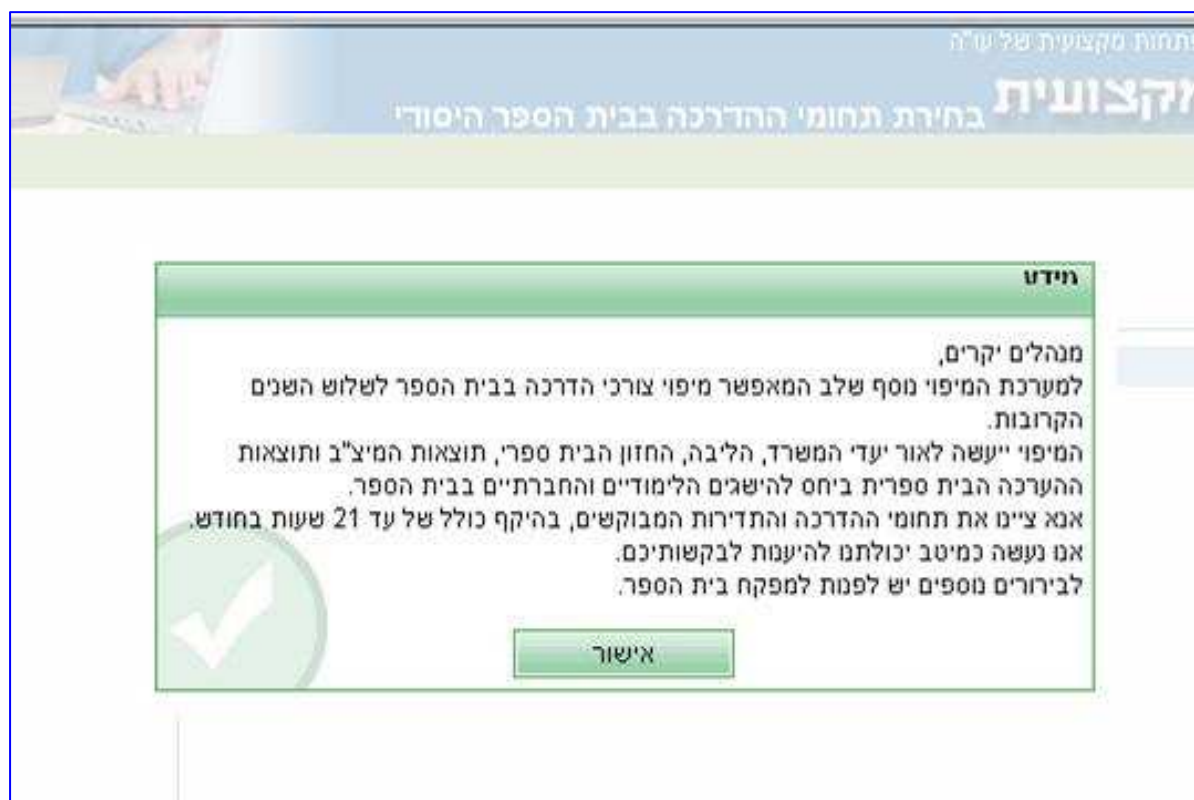 מקצועית של עו"ה
בחירת תחומי ההדרכה בבית הספר היסודי
מידע
מנהלים יקרים,
למערכת המיפוי נוסף שלב המאפשר מיפוי צורכי הדרכה בבית הספר לשלוש השנים
הקרובות.
המיפוי ייעשה לאור יעדי המשרד, הליבה, החזון הבית ספרי, תוצאות המיצ"ב ותוצאות
ההערכה הבית ספרית ביחס להישגים הלימודיים והחברתיים בבית הספר.
אנא ציינו את תחומי ההדרכה והתדירות המבוקשים, בהיקף כולל של עד 21 שעות בחודש.
אנו נעשה כמיטב יכולתנו להיענות לבקשותיכם.
לבירורים נוספים יש לפנות למפקח בית הספר.
אישור